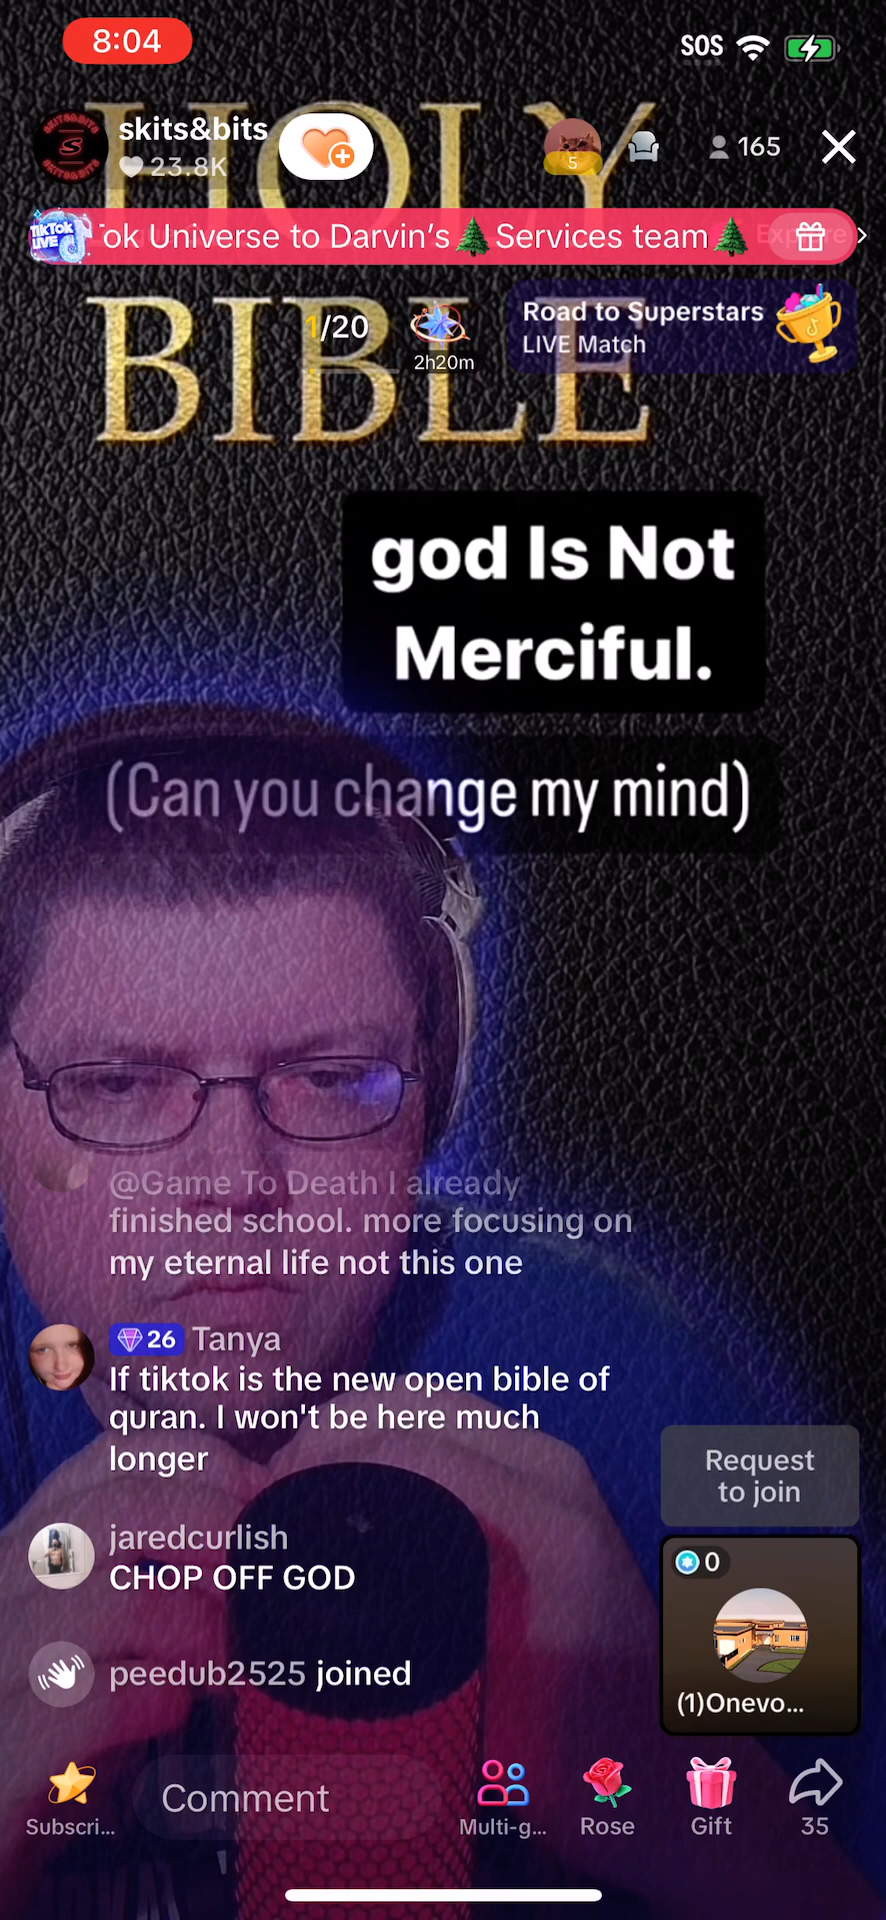 8:04
SOS
HOLY
BIBLE
skits&bits
23.8K
5
165
TikTok
LIVE
ok Universe to Darvin's🌲Services team🌲
1/20
2h20m
Road to Superstars
LIVE Match
god Is Not
Merciful.
(Can you change my mind)
@Game To Death I already
finished school. more focusing on
my eternal life not this one
26 Tanya
If tiktok is the new open bible of
quran. I won't be here much
longer
jaredcurlish
CHOP OFF GOD
peedub2525 joined
Request
to join
0
(1)Onevo...
Subscri...
Comment
Multi-g...
Rose
Gift
35